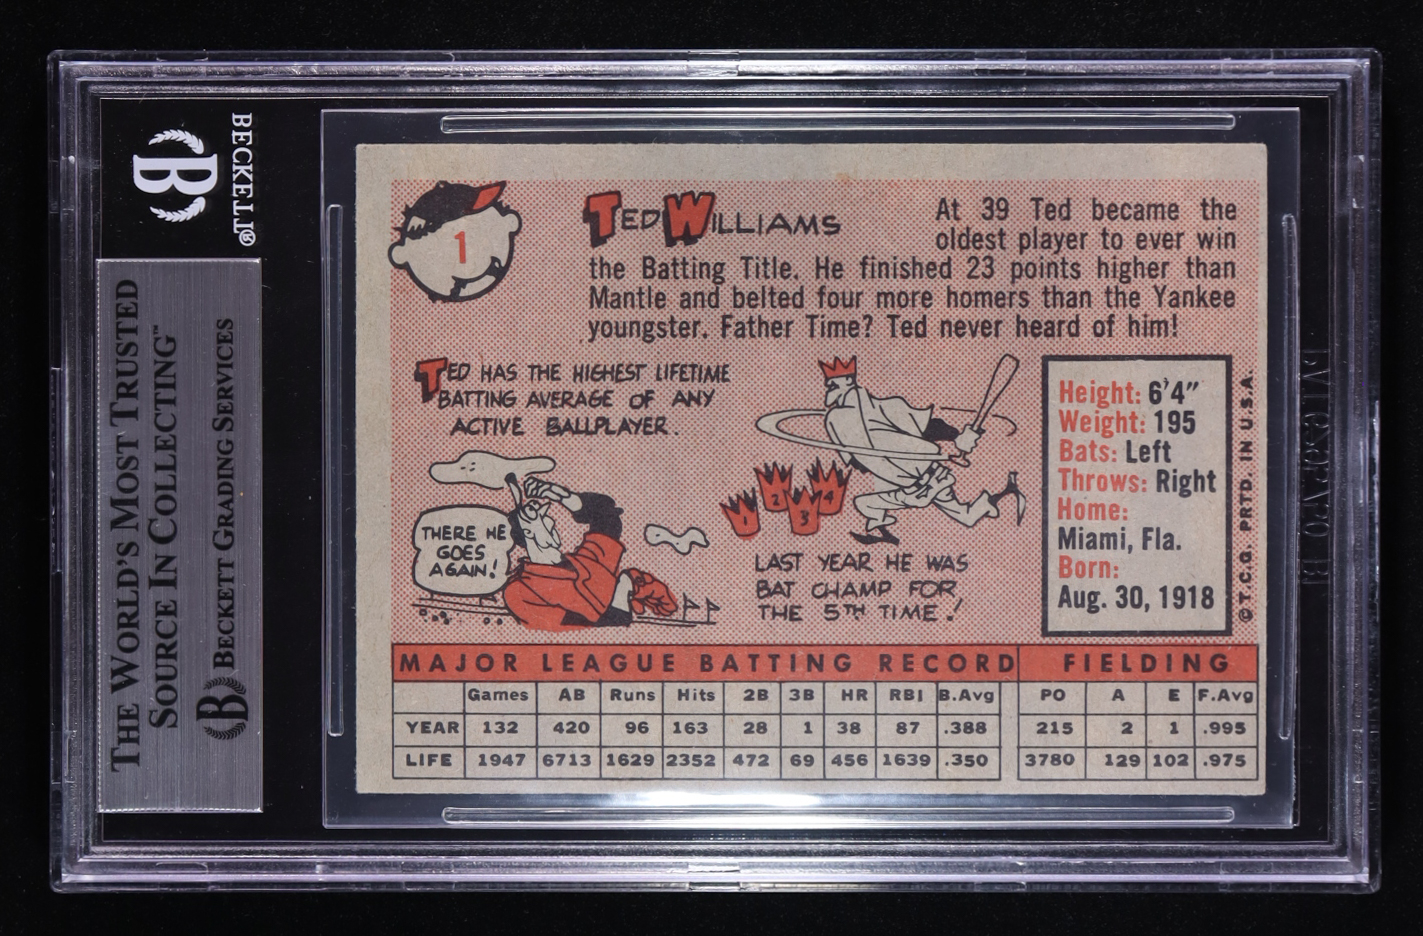 BECKELL®
B
THE WORLD'S MOST TRUSTED
SOURCE IN COLLECTING™
B BECKETT GRADING SERVICES
1
TED WILLIAMS
At 39 Ted became the
oldest player to ever win
the Batting Title. He finished 23 points higher than
Mantle and belted four more homers than the Yankee
youngster. Father Time? Ted never heard of him!
TED HAS THE HIGHEST LIFETIME
BATTING AVERAGE OF ANY
ACTIVE BALLPLAYER.
THERE HE
GOES
AGAIN!
1 2 3 4
LAST YEAR HE WAS
BAT CHAMP FOR
THE 5TH TIME!
Height: 6'4"
Weight: 195
Bats: Left
Throws: Right
Home:
Miami, Fla.
Born:
Aug. 30, 1918
© T.C.G. PRTD. IN U.S.A.
MAJOR LEAGUE BATTING RECORD FIELDING
Games AB Runs Hits 2B 3B HR RBI B.Avg PO A E F.Avg
YEAR 132 420 96 163 28 1 38 87 .388 215 2 1 .995
LIFE 1947 6713 1629 2352 472 69 456 1639 .350 3780 129 102 .975